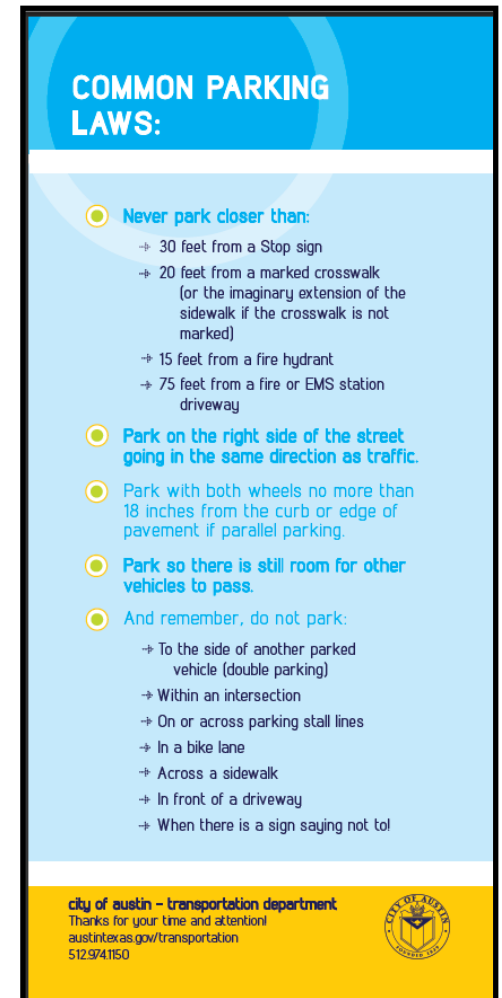 COMMON PARKING
LAWS:
Never park closer than:
30 feet from a Stop sign
20 feet from a marked crosswalk
(or the imaginary extension of the
sidewalk if the crosswalk is not
marked)
15 feet from a fire hydrant
75 feet from a fire or EMS station
driveway
Park on the right side of the street
going in the same direction as traffic.
Park with both wheels no more than
18 inches from the curb or edge of
pavement if parallel parking.
Park so there is still room for other
vehicles to pass.
And remember, do not park:
To the side of another parked
vehicle (double parking)
Within an intersection
On or across parking stall lines
In a bike lane
Across a sidewalk
In front of a driveway
When there is a sign saying not to!
city of austin – transportation department
Thanks for your time and attention!
austintexas.gov/transportation
512.974.1150
CITY OF AUSTIN
FOUNDED 1839